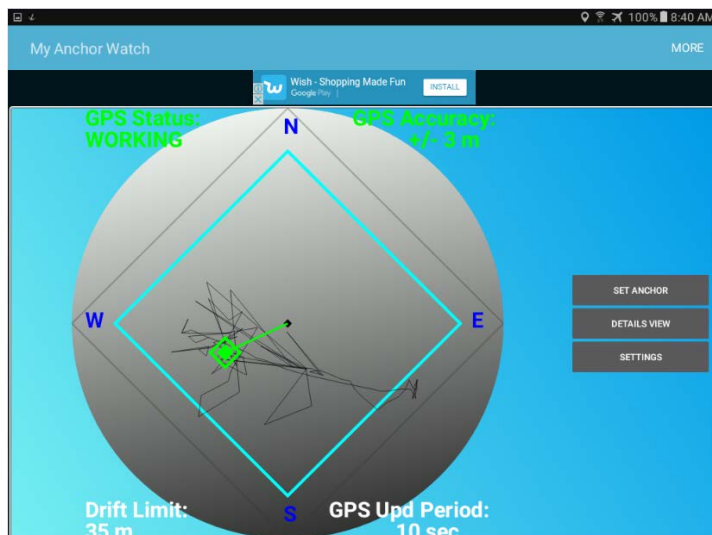 100% 8:40 AM
My Anchor Watch
MORE
Wish - Shopping Made Fun
Google Play
INSTALL
GPS Status:
WORKING
GPS Accuracy:
+/- 3 m
N
W
E
S
SET ANCHOR
DETAILS VIEW
SETTINGS
Drift Limit:
35 m
GPS Upd Period:
10 sec